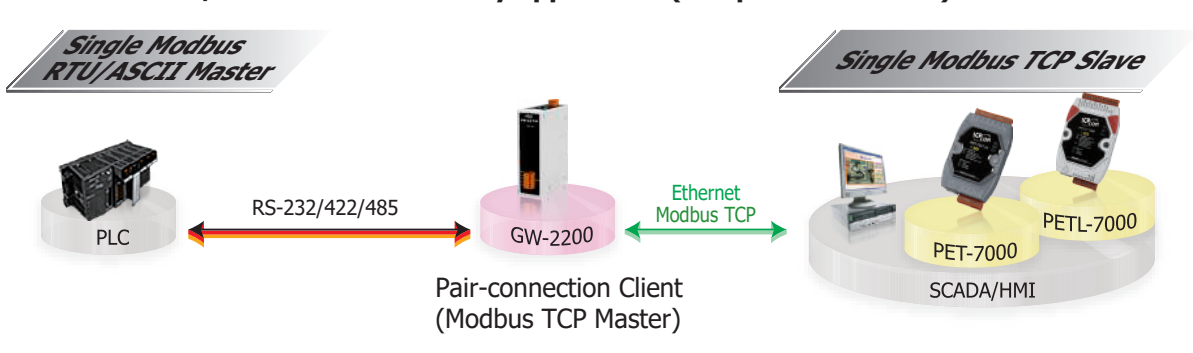 Single Modbus
RTU/ASCII Master
Single Modbus TCP Slave
RS-232/422/485
Ethernet
Modbus TCP
PLC
GW-2200
PET-7000
PETL-7000
SCADA/HMI
Pair-connection Client
(Modbus TCP Master)